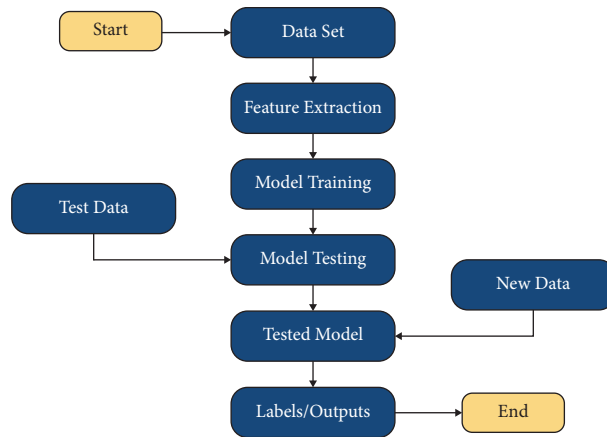 Start
Data Set
Feature Extraction
Model Training
Test Data
Model Testing
New Data
Tested Model
Labels/Outputs
End